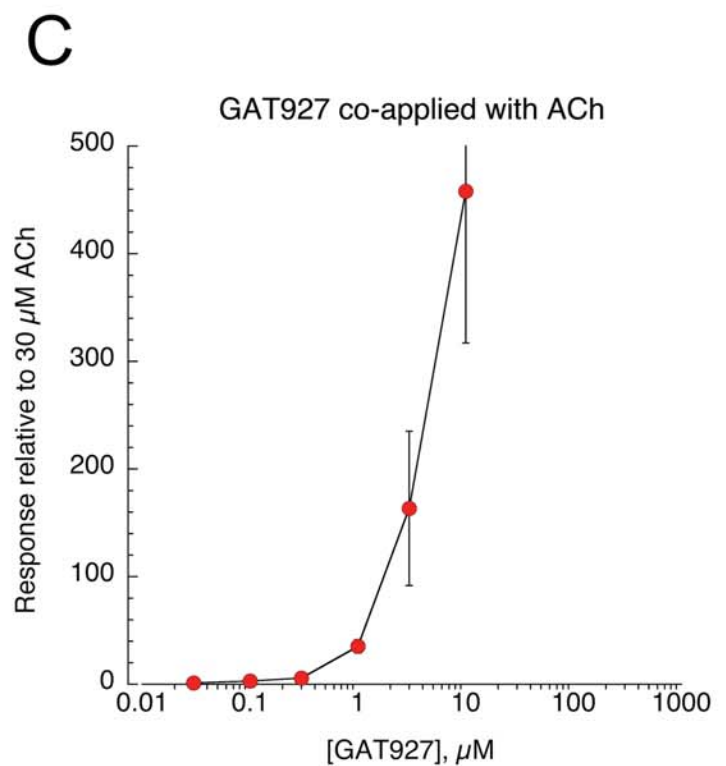 C
GAT927 co-applied with ACh
500
400
300
200
100
0
Response relative to 30 µM ACh
0.01 0.1 1 10 100 1000
[GAT927], µM